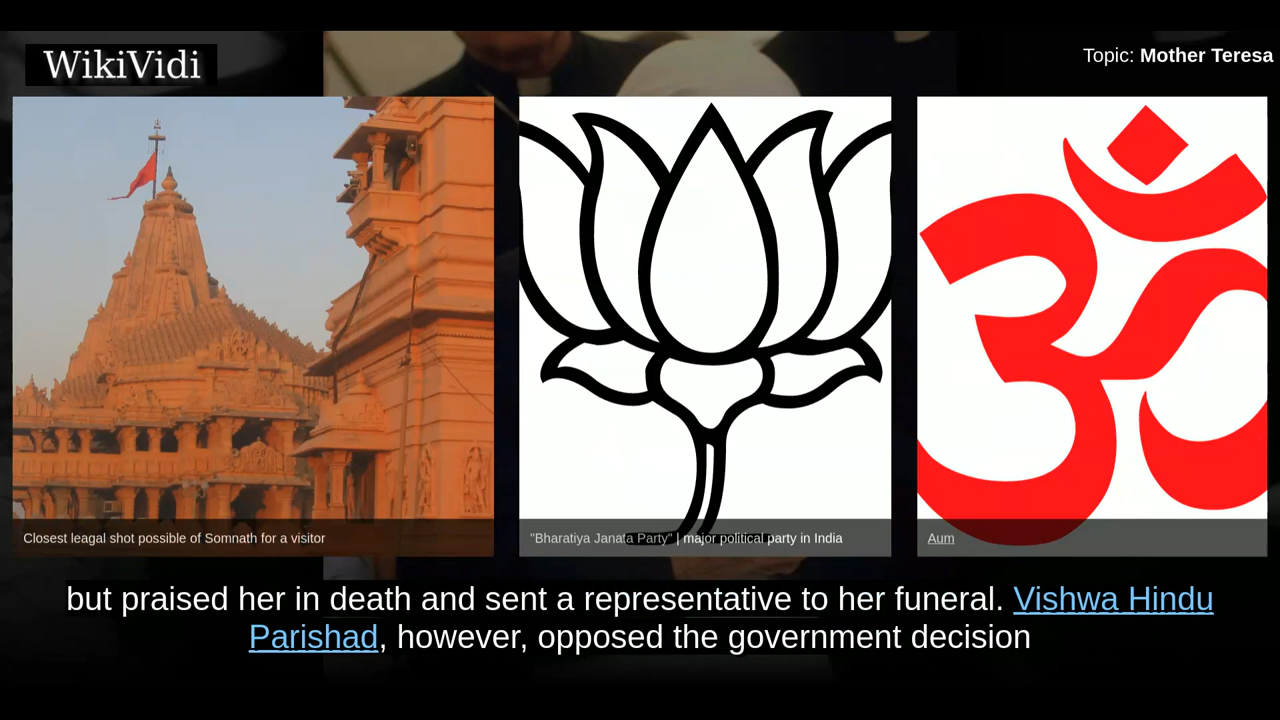 WikiVidi
Topic: Mother Teresa
Closest leagal shot possible of Somnath for a visitor
"Bharatiya Janata Party" | major political party in India
Aum
but praised her in death and sent a representative to her funeral. Vishwa Hindu
Parishad, however, opposed the government decision